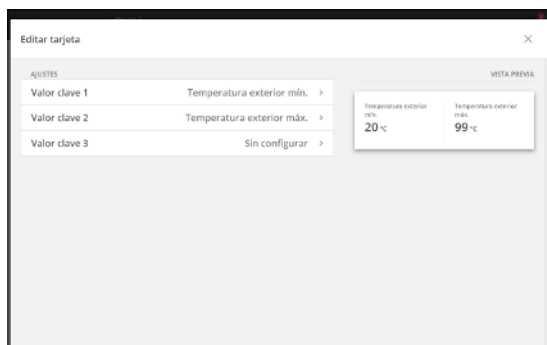 Editar tarjeta
AJUSTES
VISTA PREVIA
Valor clave 1 Temperatura exterior mín.
Valor clave 2 Temperatura exterior máx.
Valor clave 3 Sin configurar
Temperatura exterior
mín.
20 °C
Temperatura exterior
máx.
99 °C